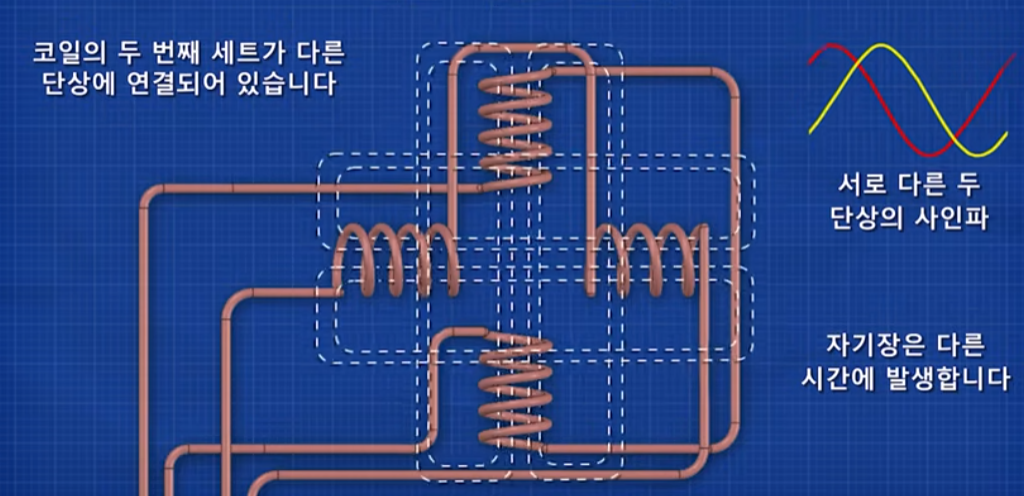 코일의 두 번째 세트가 다른
단상에 연결되어 있습니다
서로 다른 두
단상의 사인파
자기장은 다른
시간에 발생합니다